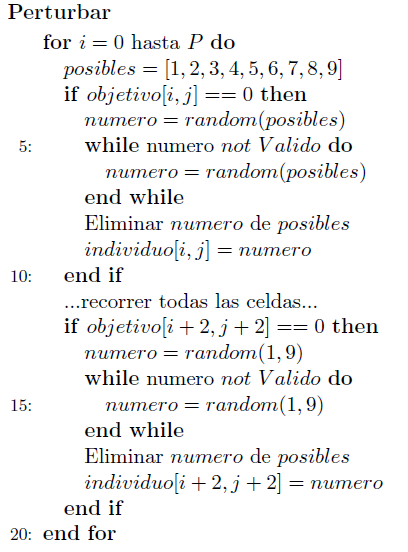 Perturbar
for i = 0 hasta P do
posibles = [1, 2, 3, 4, 5, 6, 7, 8, 9]
if objetivo[i, j] == 0 then
numero = random(posibles)
5: while numero not Valido do
numero = random(posibles)
end while
Eliminar numero de posibles
individuo[i, j] = numero
10: end if
...recorrer todas las celdas...
if objetivo[i + 2, j + 2] == 0 then
numero = random(1, 9)
while numero not Valido do
15: numero = random(1, 9)
end while
Eliminar numero de posibles
individuo[i + 2, j + 2] = numero
end if
20: end for